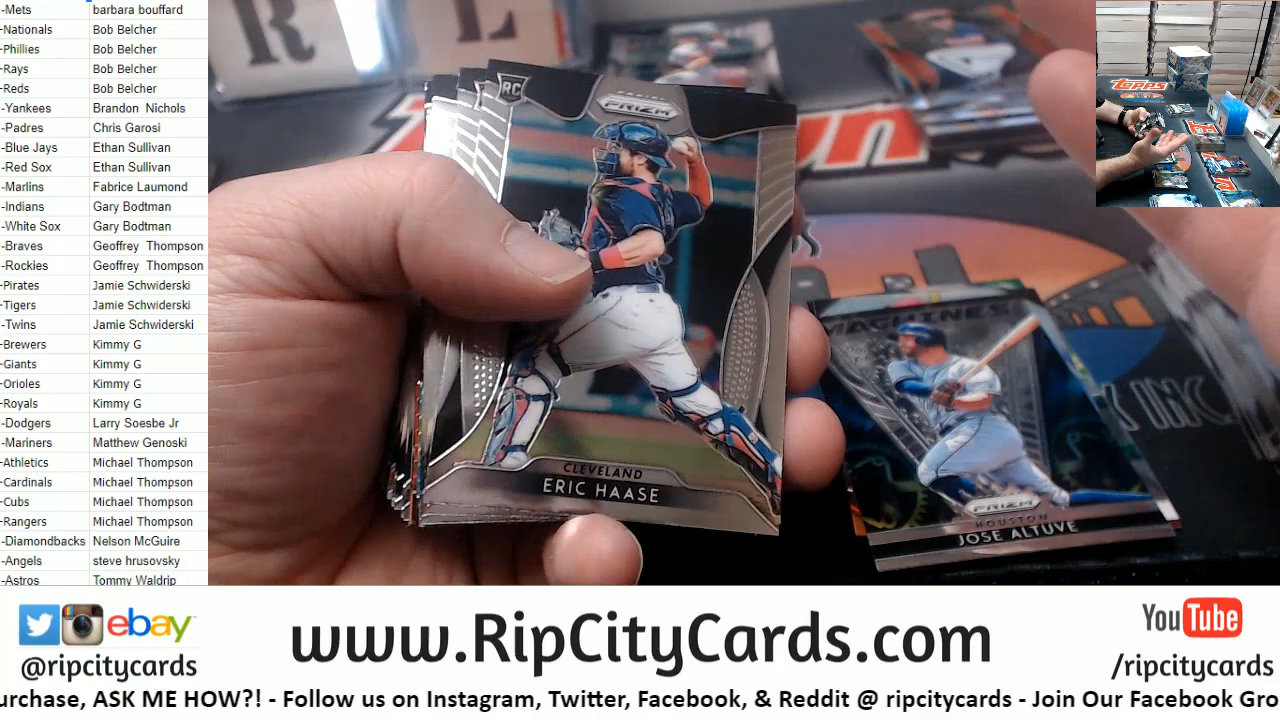 -Mets barbara bouffard
-Nationals Bob Belcher
-Phillies Bob Belcher
-Rays Bob Belcher
-Reds Bob Belcher
-Yankees Brandon Nichols
-Padres Chris Garosi
-Blue Jays Ethan Sullivan
-Red Sox Ethan Sullivan
-Marlins Fabrice Laumond
-Indians Gary Bodtman
-White Sox Gary Bodtman
-Braves Geoffrey Thompson
-Rockies Geoffrey Thompson
-Pirates Jamie Schwiderski
-Tigers Jamie Schwiderski
-Twins Jamie Schwiderski
-Brewers Kimmy G
-Giants Kimmy G
-Orioles Kimmy G
-Royals Kimmy G
-Dodgers Larry Soesbe Jr
-Mariners Matthew Genoski
-Athletics Michael Thompson
-Cardinals Michael Thompson
-Cubs Michael Thompson
-Rangers Michael Thompson
-Diamondbacks Nelson McGuire
-Angels steve hrusovsky
-Astros Tommy Waldrip
R L
RC
PANINI
PRIZM
CLEVELAND
ERIC HAASE
MACHINES
PRIZM
HOUSTON
JOSE ALTUVE
INC
topps
ebay
@ripcitycards
www.RipCityCards.com
YouTube
/ripcitycards
urchase, ASK ME HOW?! - Follow us on Instagram, Twitter, Facebook, & Reddit @ ripcitycards - Join Our Facebook Gro